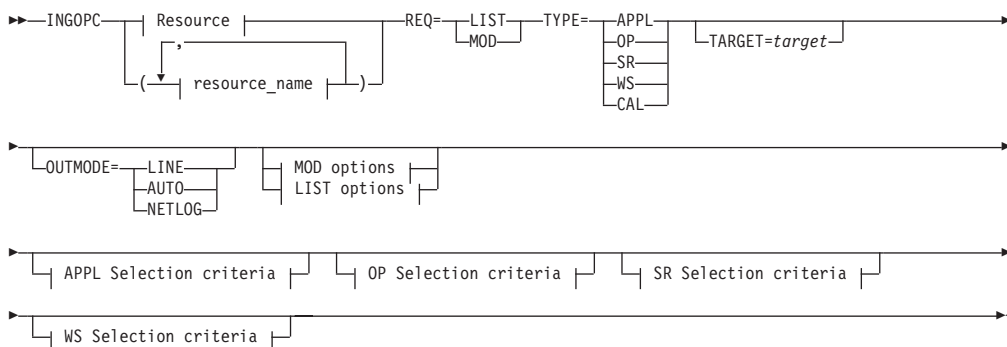 INGOPC Resource REQ= LIST TYPE= APPL
, MOD OP TARGET=target
( resource_name ) SR
WS
CAL
OUTMODE= LINE MOD options
AUTO LIST options
NETLOG
APPL Selection criteria OP Selection criteria SR Selection criteria
WS Selection criteria